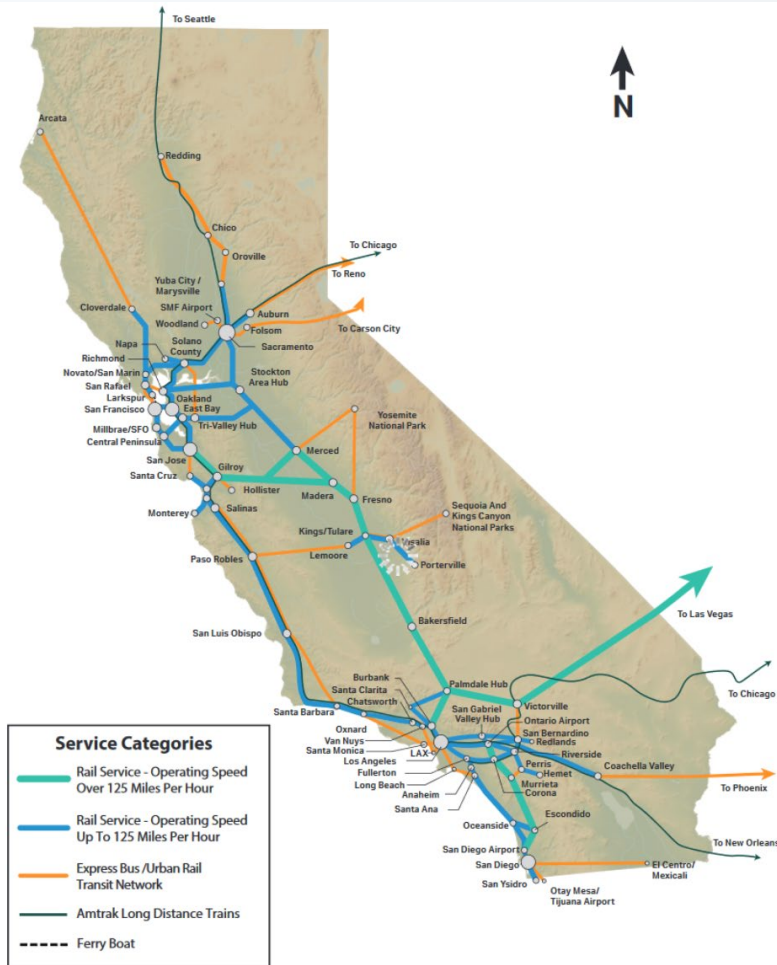 To Seattle
N
Arcata
Redding
Chico
Oroville
To Chicago
To Reno
Yuba City /
Marysville
SMF Airport
Auburn
Cloverdale
Woodland
Folsom
To Carson City
Napa
Solano
County
Sacramento
Richmond
Stockton
Area Hub
Novato/San Marin
San Rafael
Larkspur
Oakland
San Francisco
East Bay
Tri-Valley Hub
Yosemite
National Park
Millbrae/SFO
Central Peninsula
Merced
San Jose
Gilroy
Santa Cruz
Hollister
Madera
Fresno
Monterey
Salinas
Sequoia And
Kings Canyon
National Parks
Kings/Tulare
Visalia
Lemoore
Paso Robles
Porterville
To Las Vegas
Bakersfield
San Luis Obispo
Burbank
Palmdale Hub
Santa Clarita
Chatsworth
Victorville
To Chicago
San Gabriel
Valley Hub
Ontario Airport
Santa Barbara
San Bernardino
Oxnard
Redlands
Van Nuys
Santa Monica
Riverside
LAX
Los Angeles
Perris
Coachella Valley
Fullerton
Hemet
Long Beach
Murrieta
To Phoenix
Anaheim
Corona
Santa Ana
Oceanside
Escondido
To New Orleans
San Diego Airport
San Diego
El Centro/
Mexicali
San Ysidro
Otay Mesa/
Tijuana Airport
Service Categories
Rail Service - Operating Speed
Over 125 Miles Per Hour
Rail Service - Operating Speed
Up To 125 Miles Per Hour
Express Bus /Urban Rail
Transit Network
Amtrak Long Distance Trains
Ferry Boat